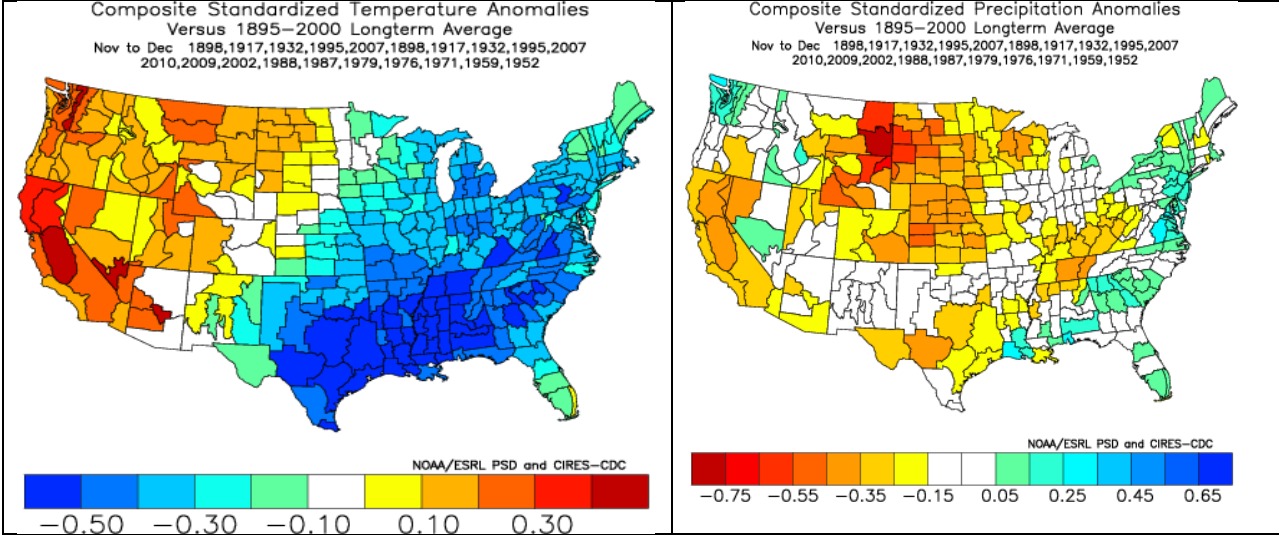 Composite Standardized Temperature Anomalies
Versus 1895–2000 Longterm Average
Nov to Dec 1898,1917,1932,1995,2007,1898,1917,1932,1995,2007
2010,2009,2002,1988,1987,1979,1976,1971,1959,1952
NOAA/ESRL PSD and CIRES–CDC
−0.50 −0.30 −0.10 0.10 0.30
Composite Standardized Precipitation Anomalies
Versus 1895–2000 Longterm Average
Nov to Dec 1898,1917,1932,1995,2007,1898,1917,1932,1995,2007
2010,2009,2002,1988,1987,1979,1976,1971,1959,1952
NOAA/ESRL PSD and CIRES–CDC
−0.75 −0.55 −0.35 −0.15 0.05 0.25 0.45 0.65